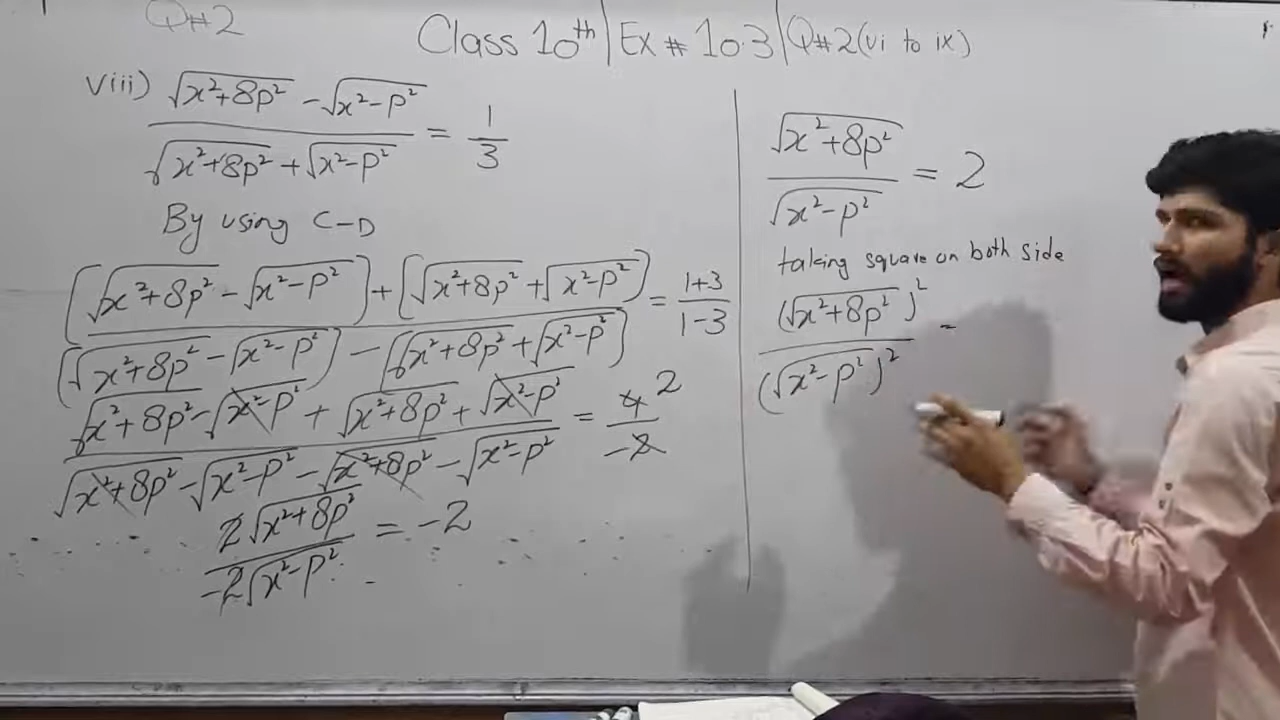 Q#2
Class 10th | Ex # 10.3 | Q#2(vi to ix)
viii) (√(x²+8p²) - √(x²-p²)) / (√(x²+8p²) + √(x²-p²)) = 1/3
By using C-D
((√(x²+8p²) - √(x²-p²)) + (√(x²+8p²) + √(x²-p²))) / ((√(x²+8p²) - √(x²-p²)) - (√(x²+8p²) + √(x²-p²))) = (1+3)/(1-3)
(√(x²+8p²) - √(x²-p²) + √(x²+8p²) + √(x²-p²)) / (√(x²+8p²) - √(x²-p²) - √(x²+8p²) - √(x²-p²)) = 4/-2 2
2√(x²+8p²) / -2√(x²-p²) = -2
√(x²+8p²) / √(x²-p²) = 2
taking square on both side
(√(x²+8p²))² / (√(x²-p²))² =